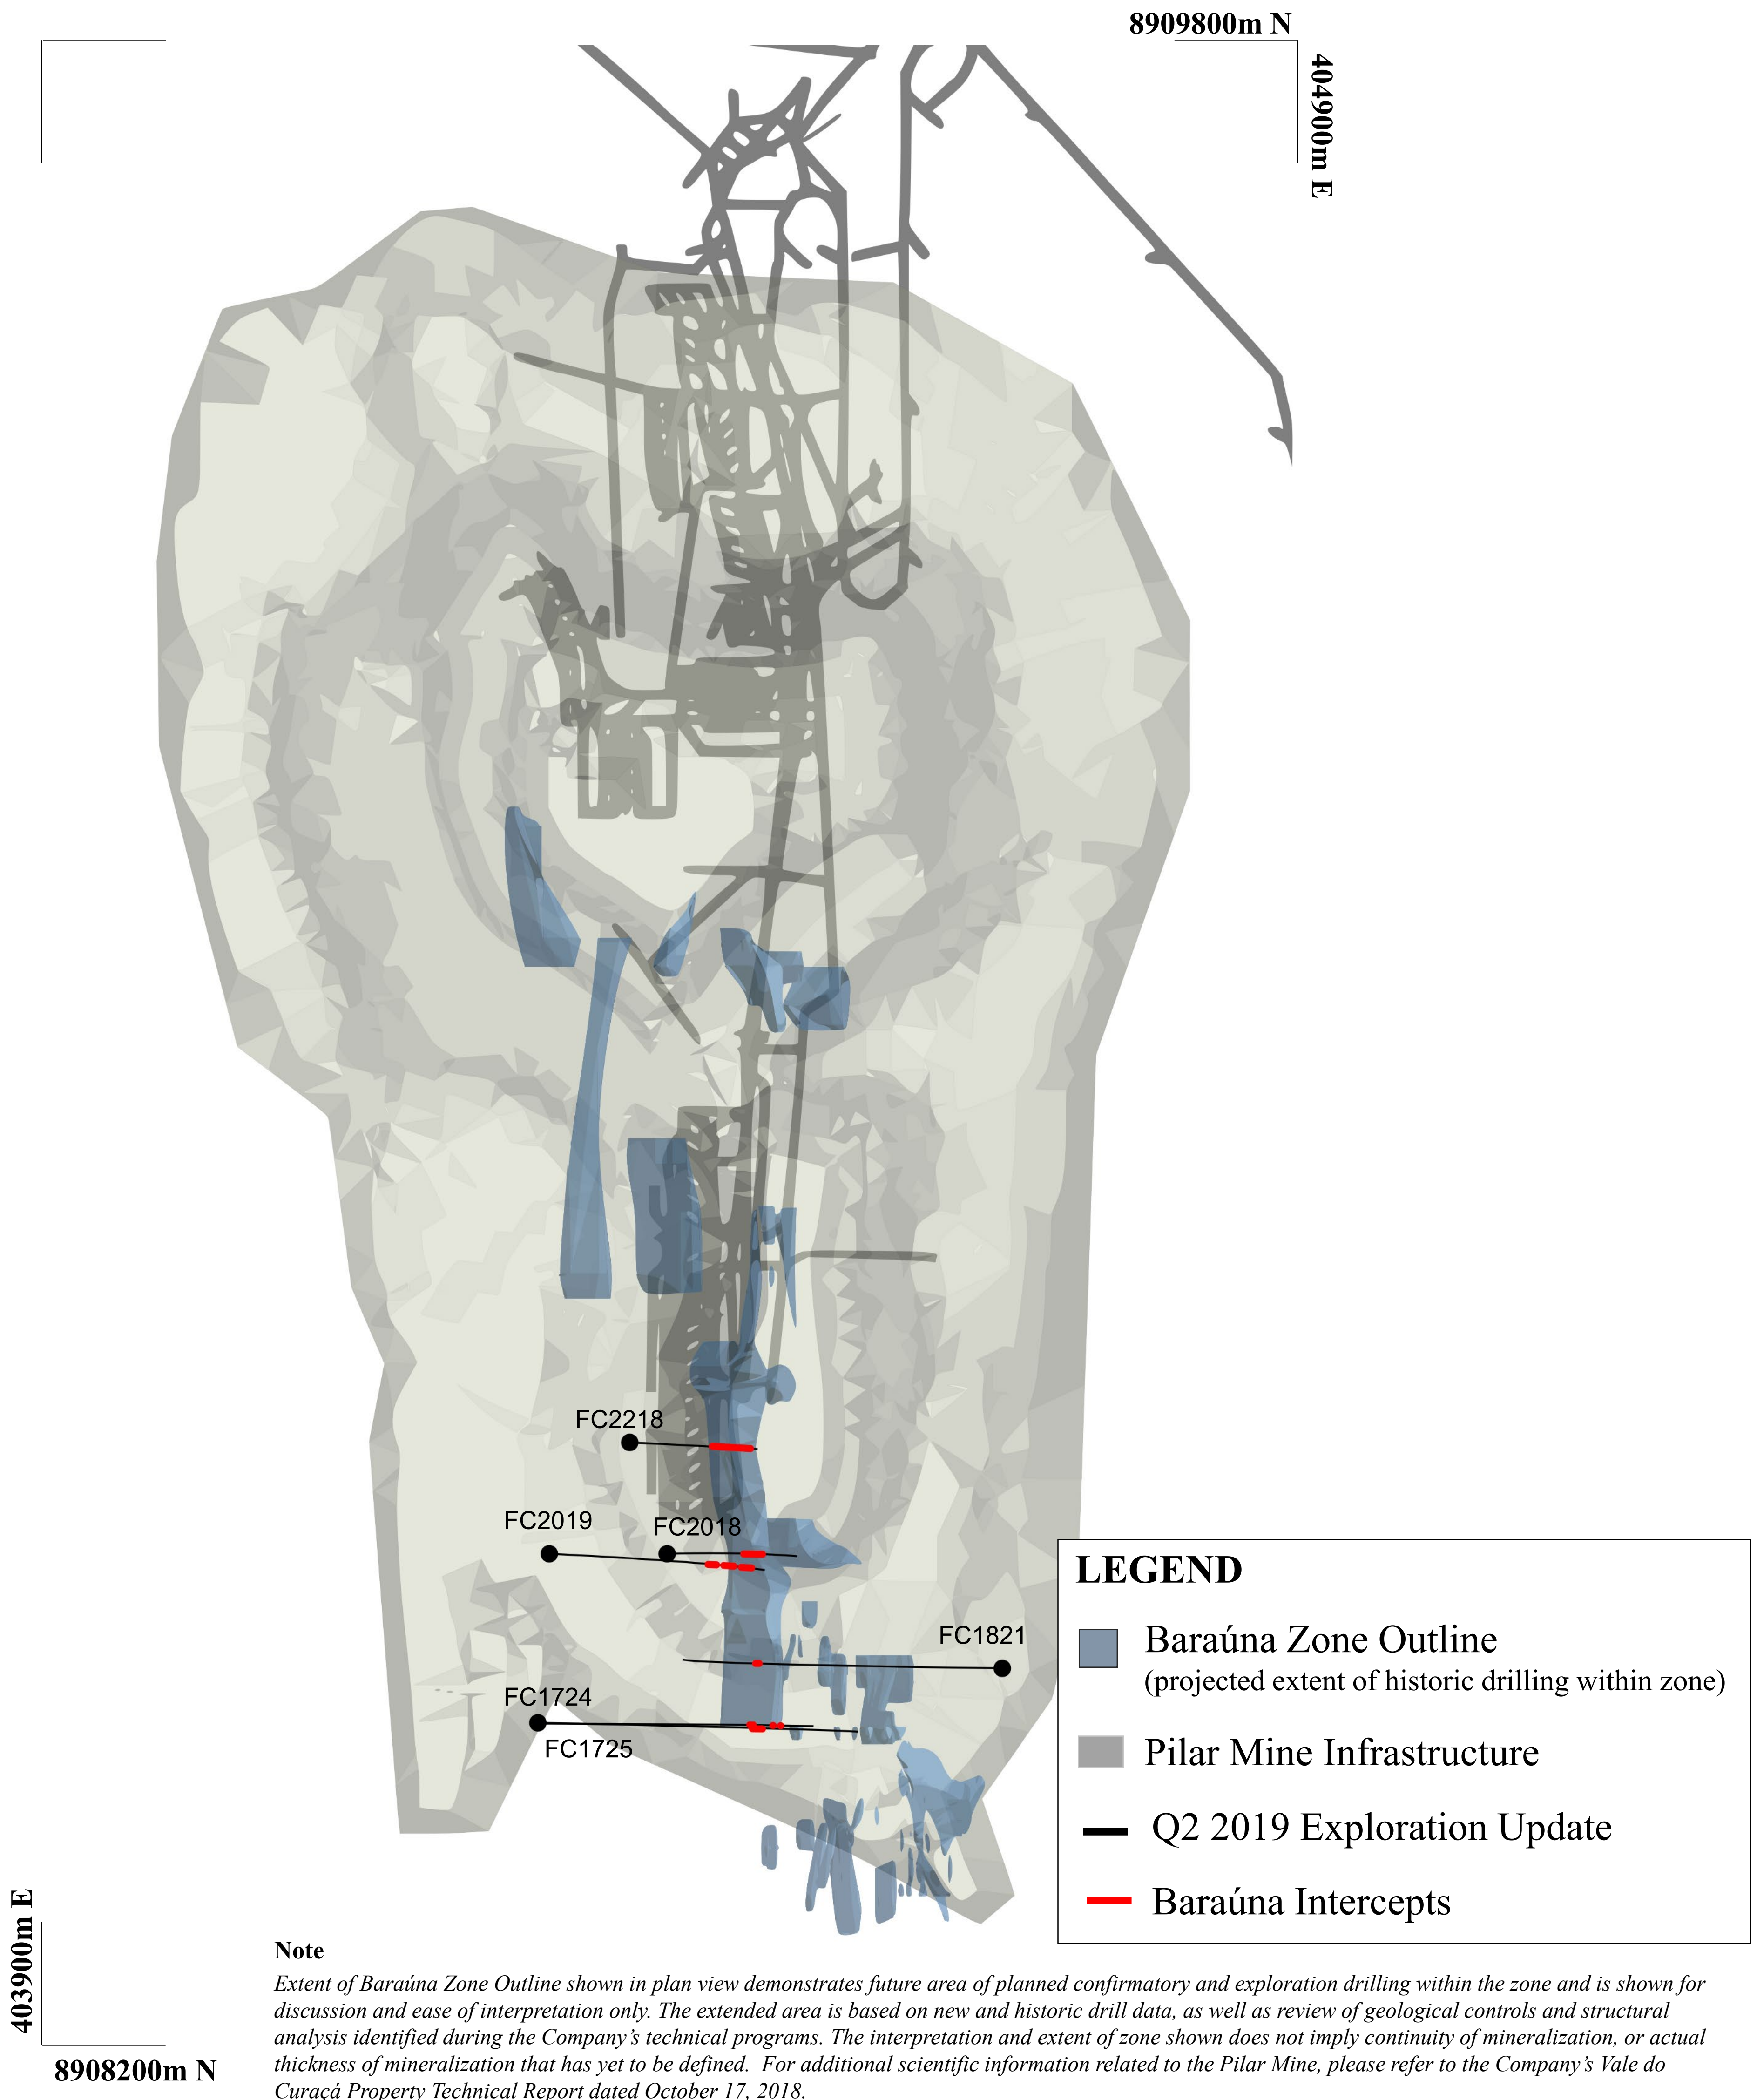 8909800m N
404900m E
FC2218
FC2019
FC2018
FC1821
FC1724
FC1725
LEGEND
Baraúna Zone Outline
(projected extent of historic drilling within zone)
Pilar Mine Infrastructure
Q2 2019 Exploration Update
Baraúna Intercepts
403900m E
8908200m N
Note
Extent of Baraúna Zone Outline shown in plan view demonstrates future area of planned confirmatory and exploration drilling within the zone and is shown for
discussion and ease of interpretation only. The extended area is based on new and historic drill data, as well as review of geological controls and structural
analysis identified during the Company's technical programs. The interpretation and extent of zone shown does not imply continuity of mineralization, or actual
thickness of mineralization that has yet to be defined. For additional scientific information related to the Pilar Mine, please refer to the Company's Vale do
Curaçá Property Technical Report dated October 17, 2018.